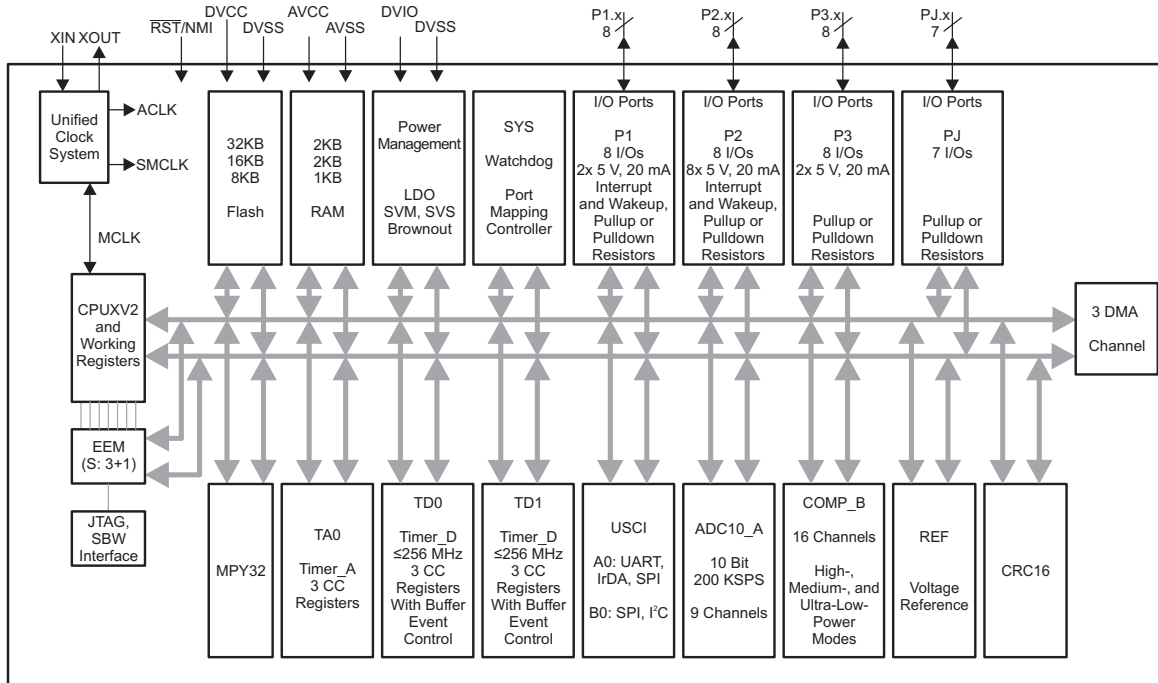 XIN XOUT
RST/NMI
DVCC
DVSS
AVCC
AVSS
DVIO
DVSS
P1.x
8
P2.x
8
P3.x
8
PJ.x
7
Unified
Clock
System
ACLK
SMCLK
MCLK
32KB
16KB
8KB
Flash
2KB
2KB
1KB
RAM
Power
Management
LDO
SVM, SVS
Brownout
SYS
Watchdog
Port
Mapping
Controller
I/O Ports
P1
8 I/Os
2x 5 V, 20 mA
Interrupt
and Wakeup,
Pullup or
Pulldown
Resistors
I/O Ports
P2
8 I/Os
8x 5 V, 20 mA
Interrupt
and Wakeup,
Pullup or
Pulldown
Resistors
I/O Ports
P3
8 I/Os
2x 5 V, 20 mA
Pullup or
Pulldown
Resistors
I/O Ports
PJ
7 I/Os
Pullup or
Pulldown
Resistors
CPUXV2
and
Working
Registers
3 DMA
Channel
EEM
(S: 3+1)
JTAG,
SBW
Interface
MPY32
TA0
Timer_A
3 CC
Registers
TD0
Timer_D
≤256 MHz
3 CC
Registers
With Buffer
Event
Control
TD1
Timer_D
≤256 MHz
3 CC
Registers
With Buffer
Event
Control
USCI
A0: UART,
IrDA, SPI
B0: SPI, I²C
ADC10_A
10 Bit
200 KSPS
9 Channels
COMP_B
16 Channels
High-,
Medium-, and
Ultra-Low-
Power
Modes
REF
Voltage
Reference
CRC16